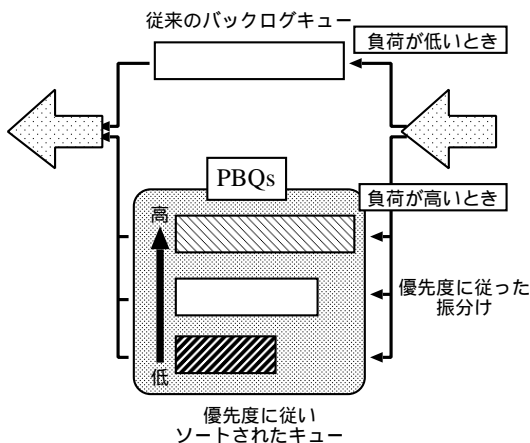 従来のバックログキュー
負荷が低いとき
PBQs
負荷が高いとき
高
優先度に従った
振分け
低
優先度に従い
ソートされたキュー